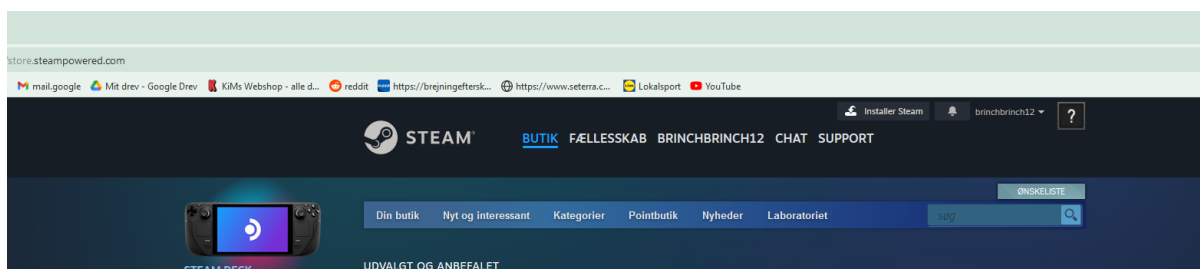 store.steampowered.com
mail.google Mit drev - Google Drev KiMs Webshop - alle d... reddit https://brejningeftersk... https://www.seterra.c... Lokalsport YouTube
Installer Steam brinchbrinch12 ?
STEAM® BUTIK FÆLLESSKAB BRINCHBRINCH12 CHAT SUPPORT
ØNSKELISTE
Din butik Nyt og interessant Kategorier Pointbutik Nyheder Laboratoriet søg
STEAM DECK
UDVALGT OG ANBEFALET